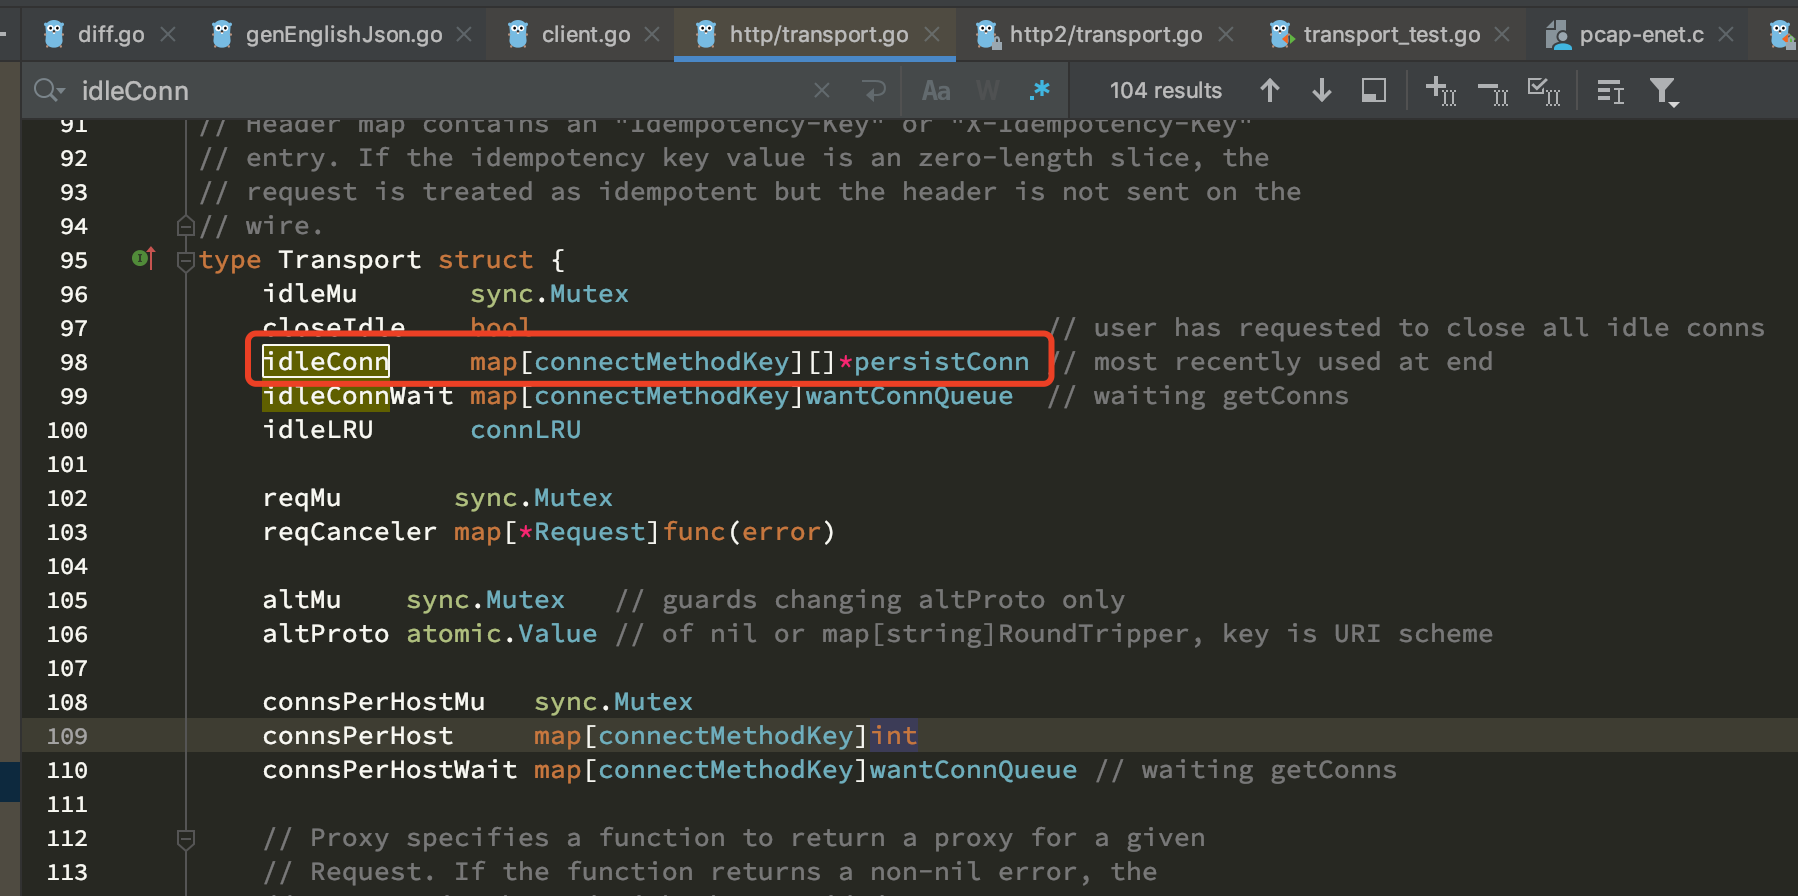 diff.go genEnglishJson.go client.go http/transport.go http2/transport.go transport_test.go pcap-enet.c
idleConn Aa W .* 104 results
91 // Header map contains an "Idempotency-Key" or "X-Idempotency-Key"
92 // entry. If the idempotency key value is an zero-length slice, the
93 // request is treated as idempotent but the header is not sent on the
94 // wire.
95 type Transport struct {
96 idleMu sync.Mutex
97 closeIdle bool // user has requested to close all idle conns
98 idleConn map[connectMethodKey][]*persistConn // most recently used at end
99 idleConnWait map[connectMethodKey]wantConnQueue // waiting getConns
100 idleLRU connLRU
101
102 reqMu sync.Mutex
103 reqCanceler map[*Request]func(error)
104
105 altMu sync.Mutex // guards changing altProto only
106 altProto atomic.Value // of nil or map[string]RoundTripper, key is URI scheme
107
108 connsPerHostMu sync.Mutex
109 connsPerHost map[connectMethodKey]int
110 connsPerHostWait map[connectMethodKey]wantConnQueue // waiting getConns
111
112 // Proxy specifies a function to return a proxy for a given
113 // Request. If the function returns a non-nil error, the